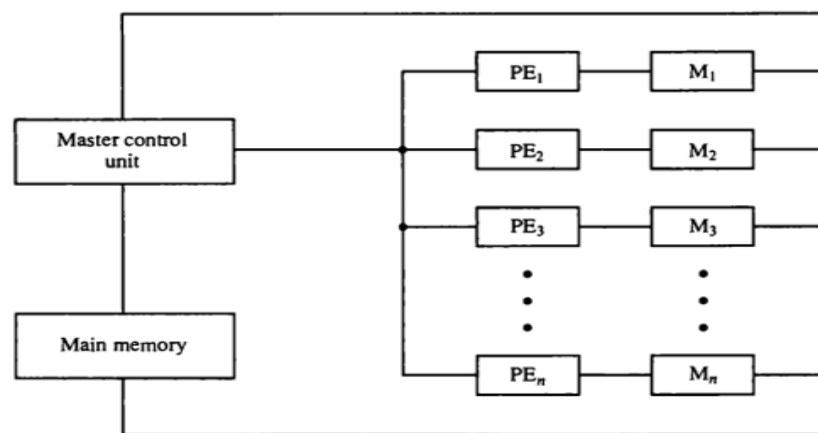 PE₁ M₁
Master control
unit
PE₂ M₂
PE₃ M₃
Main memory
PEₙ Mₙ